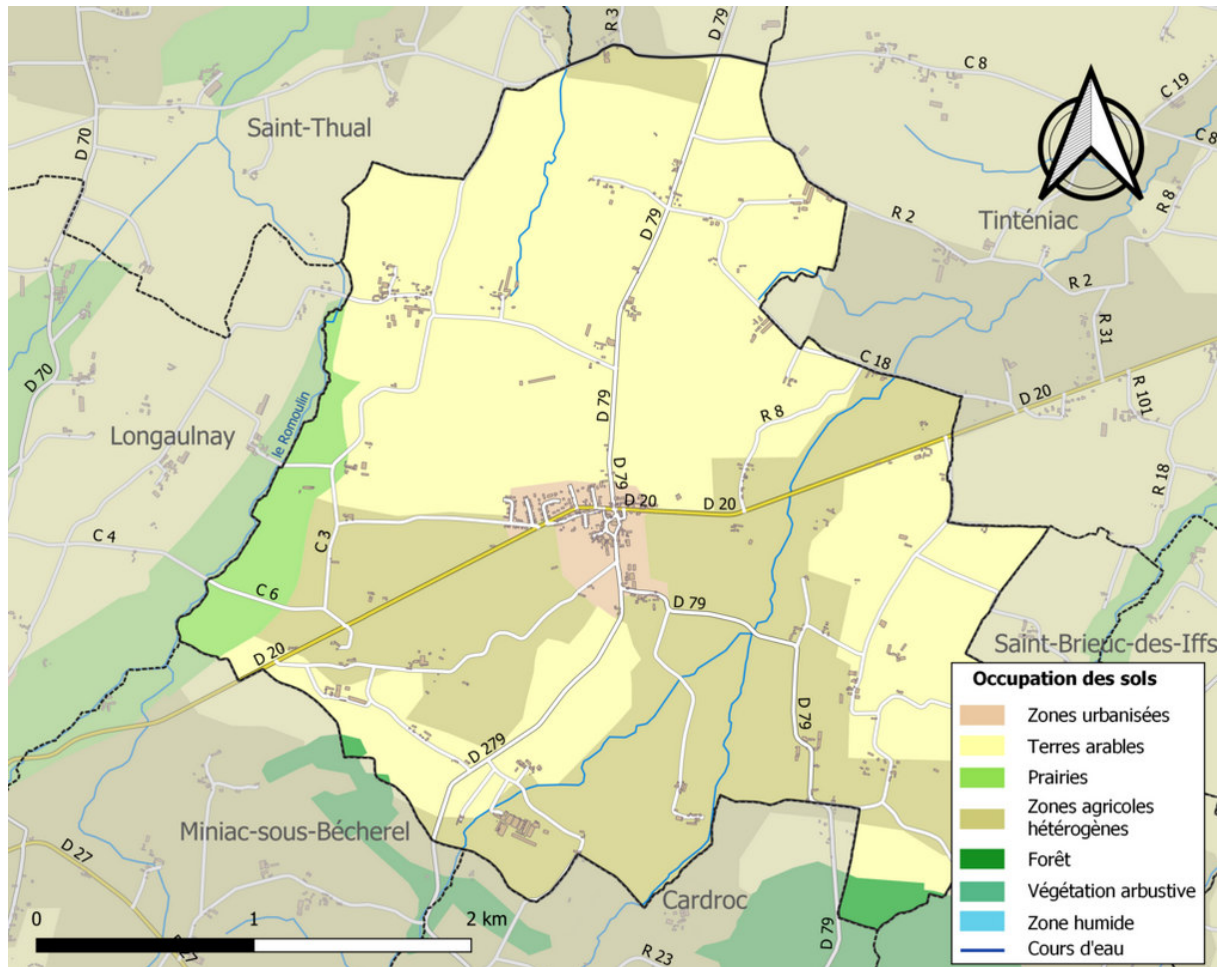 D 79
R 3
C 8
C 19
D 70
Saint-Thual
C 8
R 8
R 2
Tinténiac
D 79
R 2
R 31
D 70
le Romoulin
C 18
D 20
R 101
D 79
R 8
Longaulnay
D 79
R 18
D 20
D 20
C 4
C 3
C 6
D 79
D 20
Saint-Brieuc-des-Iffs
D 79
D 279
Miniac-sous-Bécherel
D 27
Cardroc
D 79
R 23
Occupation des sols
Zones urbanisées
Terres arables
Prairies
Zones agricoles
hétérogènes
Forêt
Végétation arbustive
Zone humide
Cours d'eau
0 1 2 km